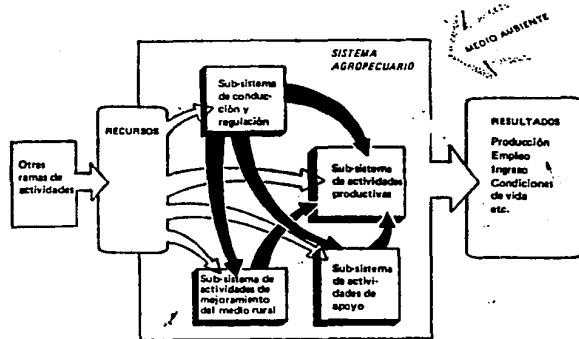 SISTEMA
AGROPECUARIO
MEDIO AMBIENTE
Sub-sistema
de conduc-
ción y
regulación
RECURSOS
Otras
ramas de
actividades
Sub-sistema
de actividades
productivas
Sub-sistema de
actividades de
mejoramiento
del medio rural
Sub-sistema
de activi-
dades de
apoyo
RESULTADOS
Producción
Empleo
Ingreso
Condiciones
de vida
etc.